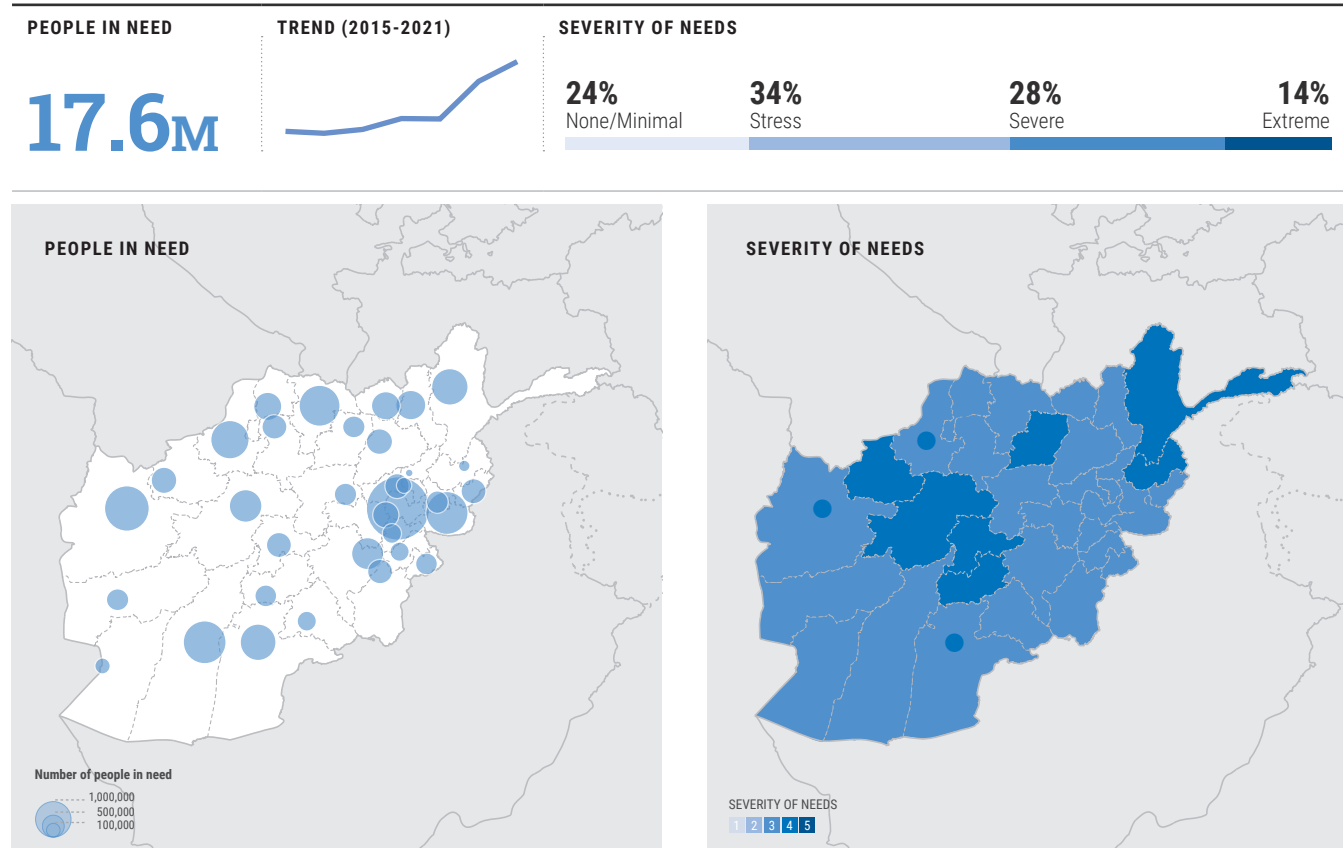 PEOPLE IN NEED
TREND (2015-2021)
SEVERITY OF NEEDS
17.6M
24%
None/Minimal
34%
Stress
28%
Severe
14%
Extreme
PEOPLE IN NEED
Number of people in need
1,000,000
500,000
100,000
SEVERITY OF NEEDS
SEVERITY OF NEEDS
1 2 3 4 5